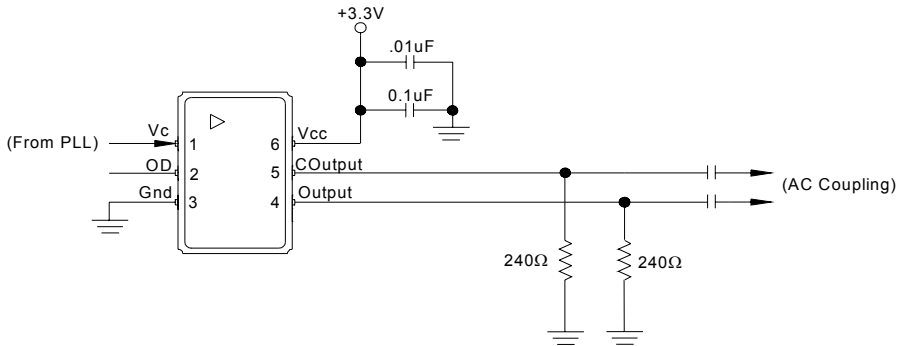 +3.3V
.01uF
0.1uF
(From PLL)
Vc
1
6
Vcc
OD
2
5
COutput
Gnd
3
4
Output
(AC Coupling)
240Ω
240Ω